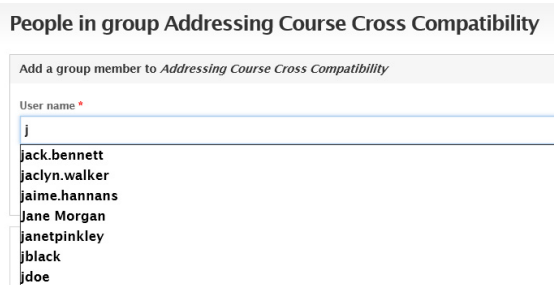 People in group Addressing Course Cross Compatibility
Add a group member to Addressing Course Cross Compatibility
User name *
j
jack.bennett
jaclyn.walker
jaime.hannans
Jane Morgan
janetpinkley
jblack
jdoe